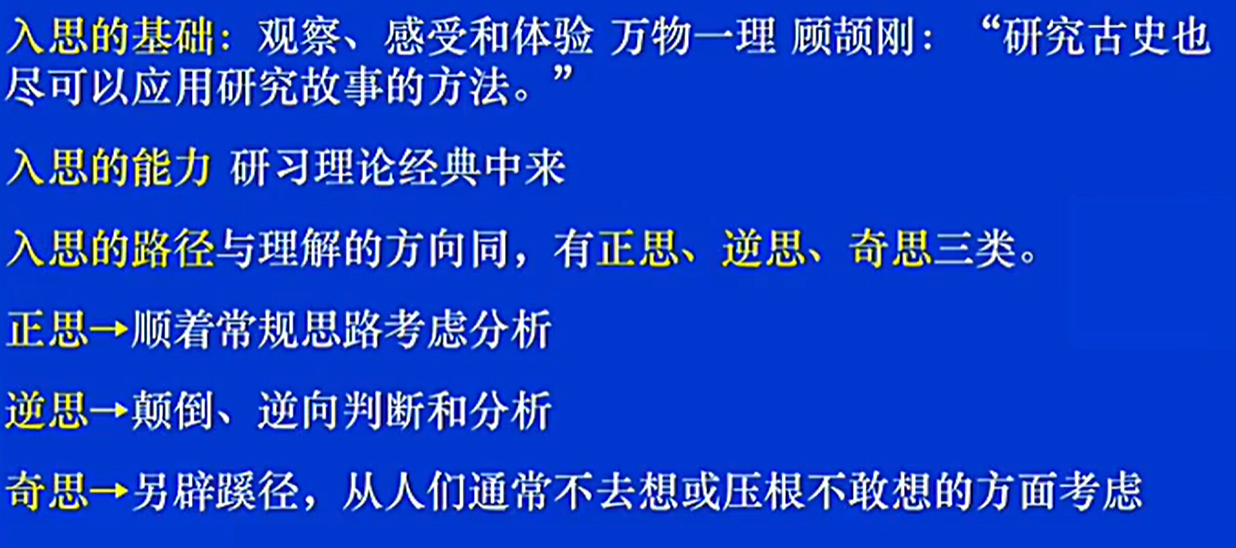 入思的基础：观察、感受和体验 万物一理 顾颉刚：“研究古史也
尽可以应用研究故事的方法。”
入思的能力 研习理论经典中来
入思的路径与理解的方向同，有正思、逆思、奇思三类。
正思→顺着常规思路考虑分析
逆思→颠倒、逆向判断和分析
奇思→另辟蹊径，从人们通常不去想或压根不敢想的方面考虑